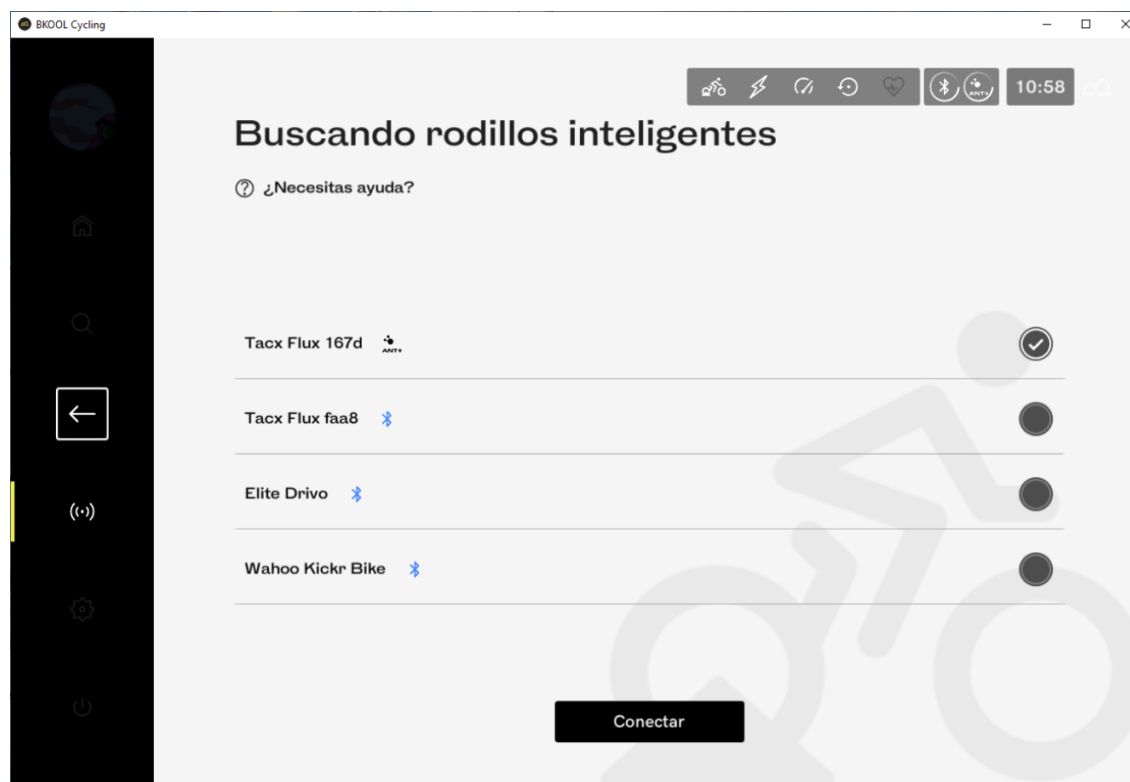 BKOOL Cycling
10:58
ANT+
Buscando rodillos inteligentes
¿Necesitas ayuda?
Tacx Flux 167d ANT+
Tacx Flux faa8
Elite Drivo
Wahoo Kickr Bike
Conectar